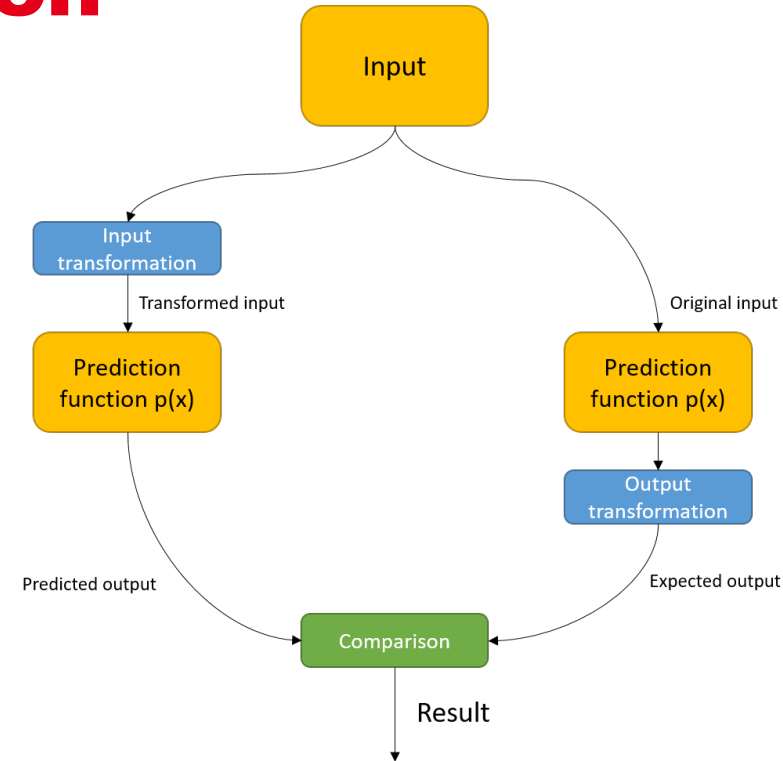 Input
Input
transformation
Transformed input
Original input
Prediction
function p(x)
Prediction
function p(x)
Output
transformation
Predicted output
Expected output
Comparison
Result